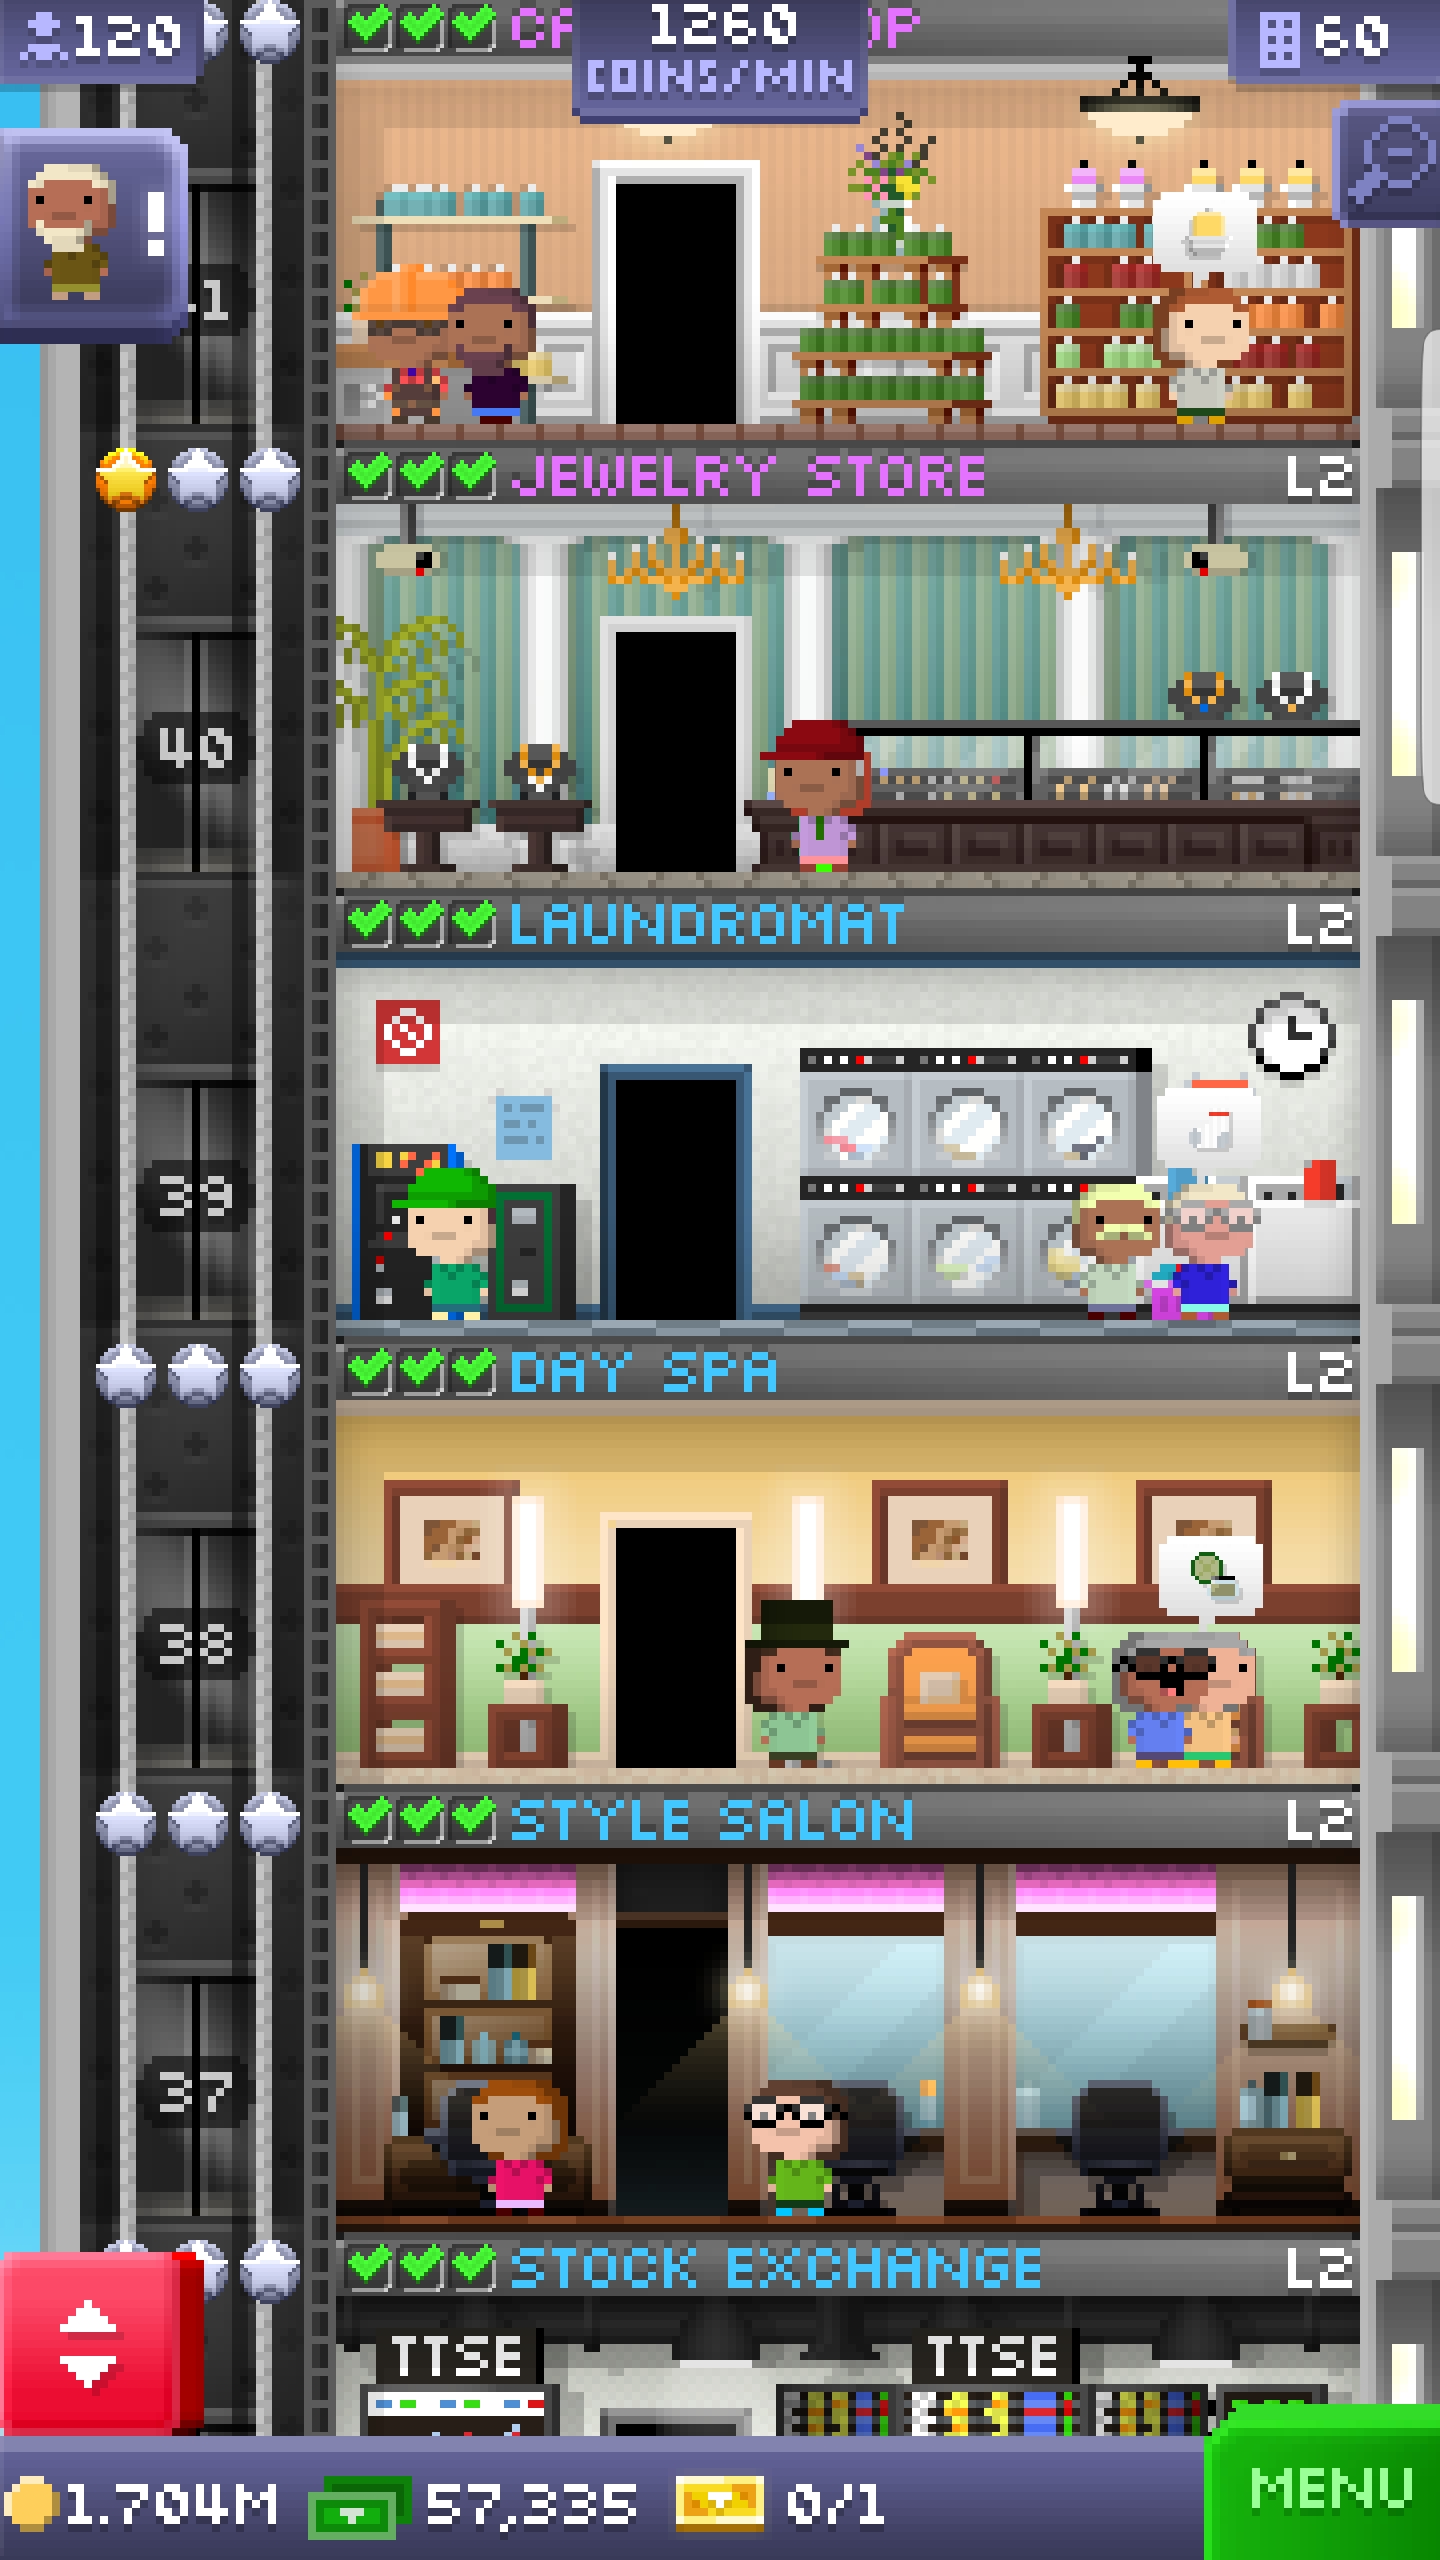 120
1260
COINS/MIN
60
!
JEWELRY STORE L2
40
LAUNDROMAT L2
39
DAY SPA L2
38
STYLE SALON L2
37
STOCK EXCHANGE L2
TTSE TTSE
1.704M 57,335 0/1
MENU